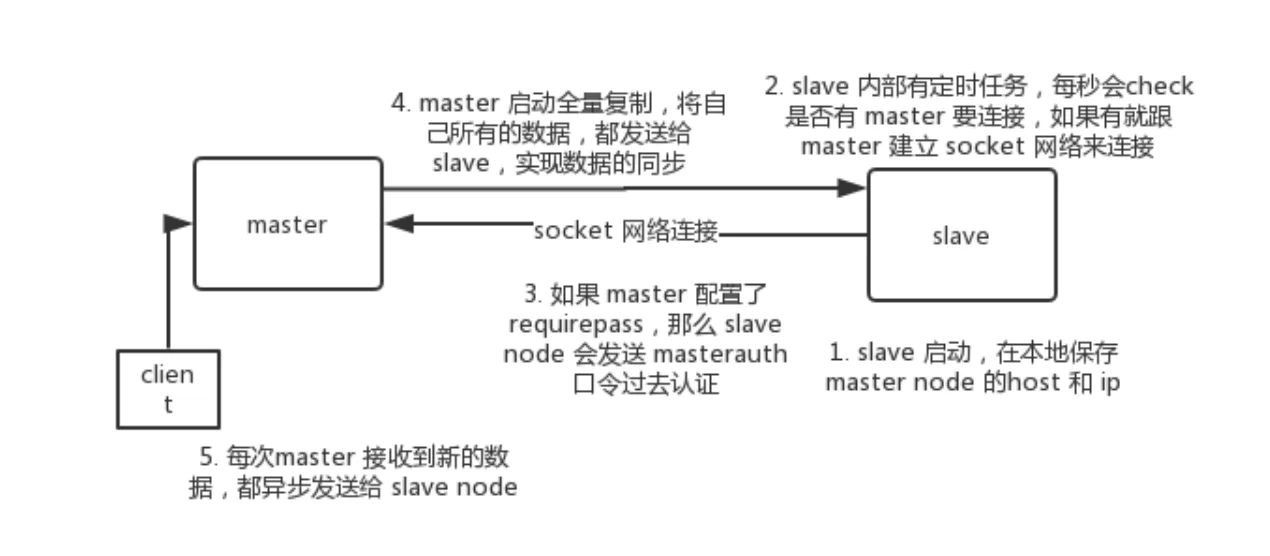 4. master 启动全量复制，将自
己所有的数据，都发送给
slave，实现数据的同步
2. slave 内部有定时任务，每秒会check
是否有 master 要连接，如果有就跟
master 建立 socket 网络来连接
master
socket 网络连接
slave
3. 如果 master 配置了
requirepass，那么 slave
node 会发送 masterauth
口令过去认证
1. slave 启动，在本地保存
master node 的host 和 ip
clien
t
5. 每次master 接收到新的数
据，都异步发送给 slave node